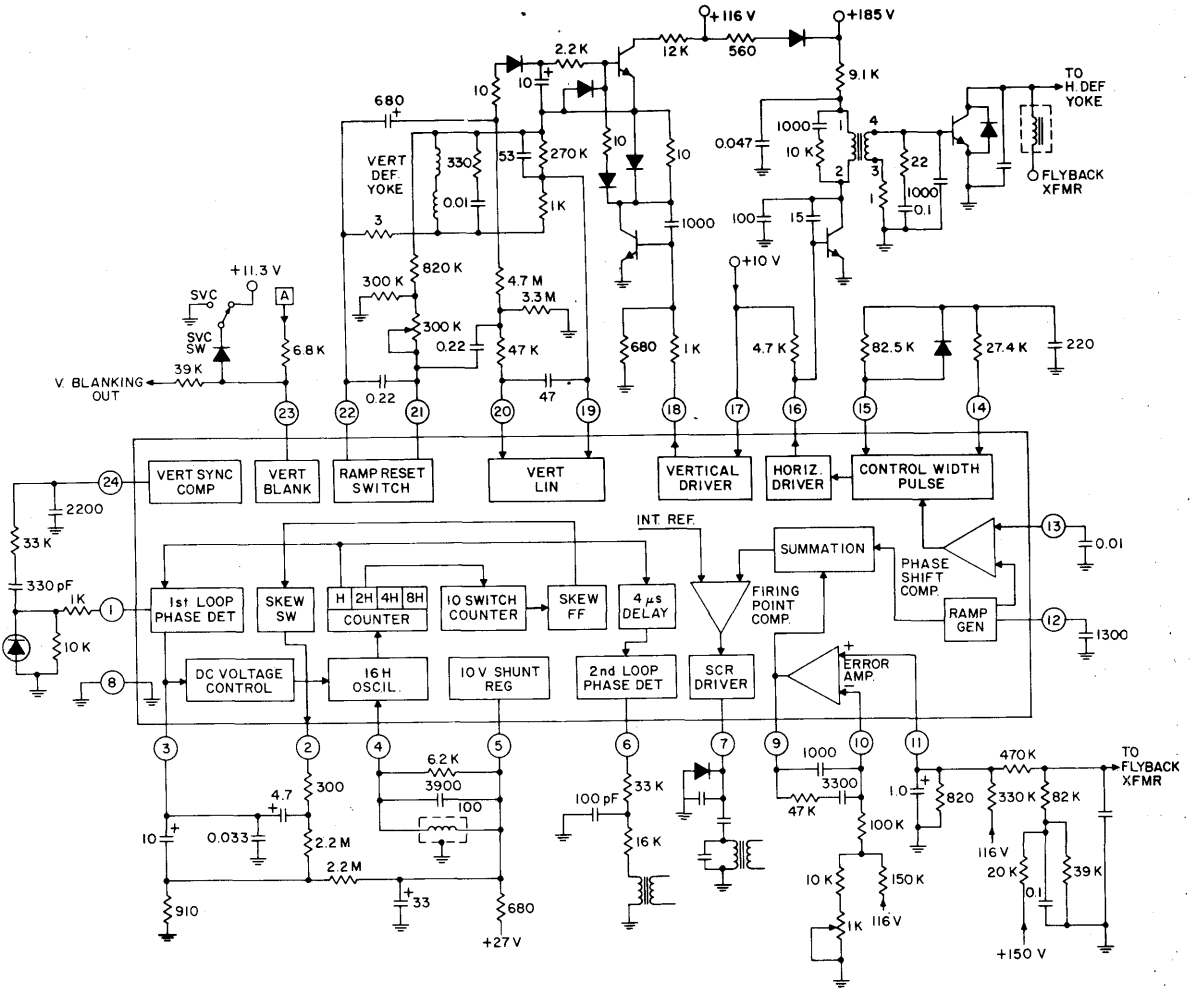 +116 V
+185V
2.2 K
12 K
560
9.1 K
TO
H. DEF
YOKE
10
10
+
680
+
1000
1
4
0.047
10 K
22
VERT
DEF.
YOKE
330
53
270 K
10
10
2
3
1000
0.1
FLYBACK
XFMR
0.01
1K
1
3
1000
100
15
+10 V
+11.3 V
SVC
A
820 K
4.7 M
300 K
3.3 M
SVC
SW
300 K
6.8 K
0.22
47 K
680
1K
4.7 K
82.5 K
27.4 K
220
39 K
V. BLANKING
OUT
0.22
47
23
22
21
20
19
18
17
16
15
14
24
VERT SYNC
COMP
VERT
BLANK
RAMP RESET
SWITCH
VERT
LIN
VERTICAL
DRIVER
HORIZ.
DRIVER
CONTROL WIDTH
PULSE
2200
33 K
INT. REF.
13
0.01
SUMMATION
PHASE
SHIFT
COMP.
330 pF
1K
1
1st LOOP
PHASE DET
SKEW
SW
H
2H
4H
8H
COUNTER
10 SWITCH
COUNTER
SKEW
FF
4 μs
DELAY
FIRING
POINT
COMP.
RAMP
GEN
12
1300
10 K
8
DC VOLTAGE
CONTROL
16H
OSCIL.
10V SHUNT
REG
2nd LOOP
PHASE DET
SCR
DRIVER
+
ERROR
AMP.
−
3
2
4
5
6
7
9
10
11
1000
470 K
TO
FLYBACK
XFMR
6.2 K
3900
100
300
33 K
100 pF
3300
47 K
1.0
+
820
330 K
82 K
4.7
+
10
+
0.033
2.2 M
16 K
100 K
116 V
2.2 M
10 K
150 K
20 K
39 K
0.1
910
+
33
680
1K
116 V
+27 V
+150 V